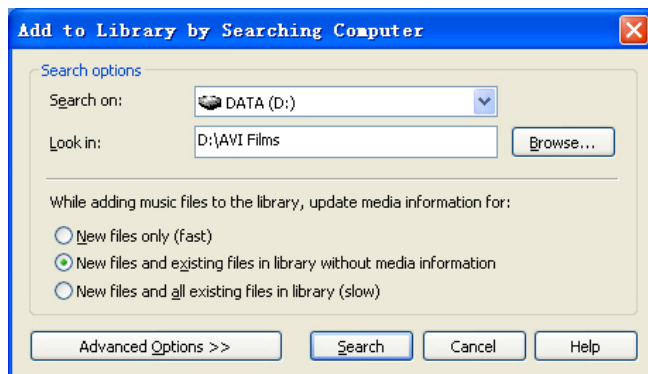 Add to Library by Searching Computer
Search options
Search on:
DATA (D:)
Look in:
D:\AVI Films
Browse...
While adding music files to the library, update media information for:
New files only (fast)
New files and existing files in library without media information
New files and all existing files in library (slow)
Advanced Options >>
Search
Cancel
Help